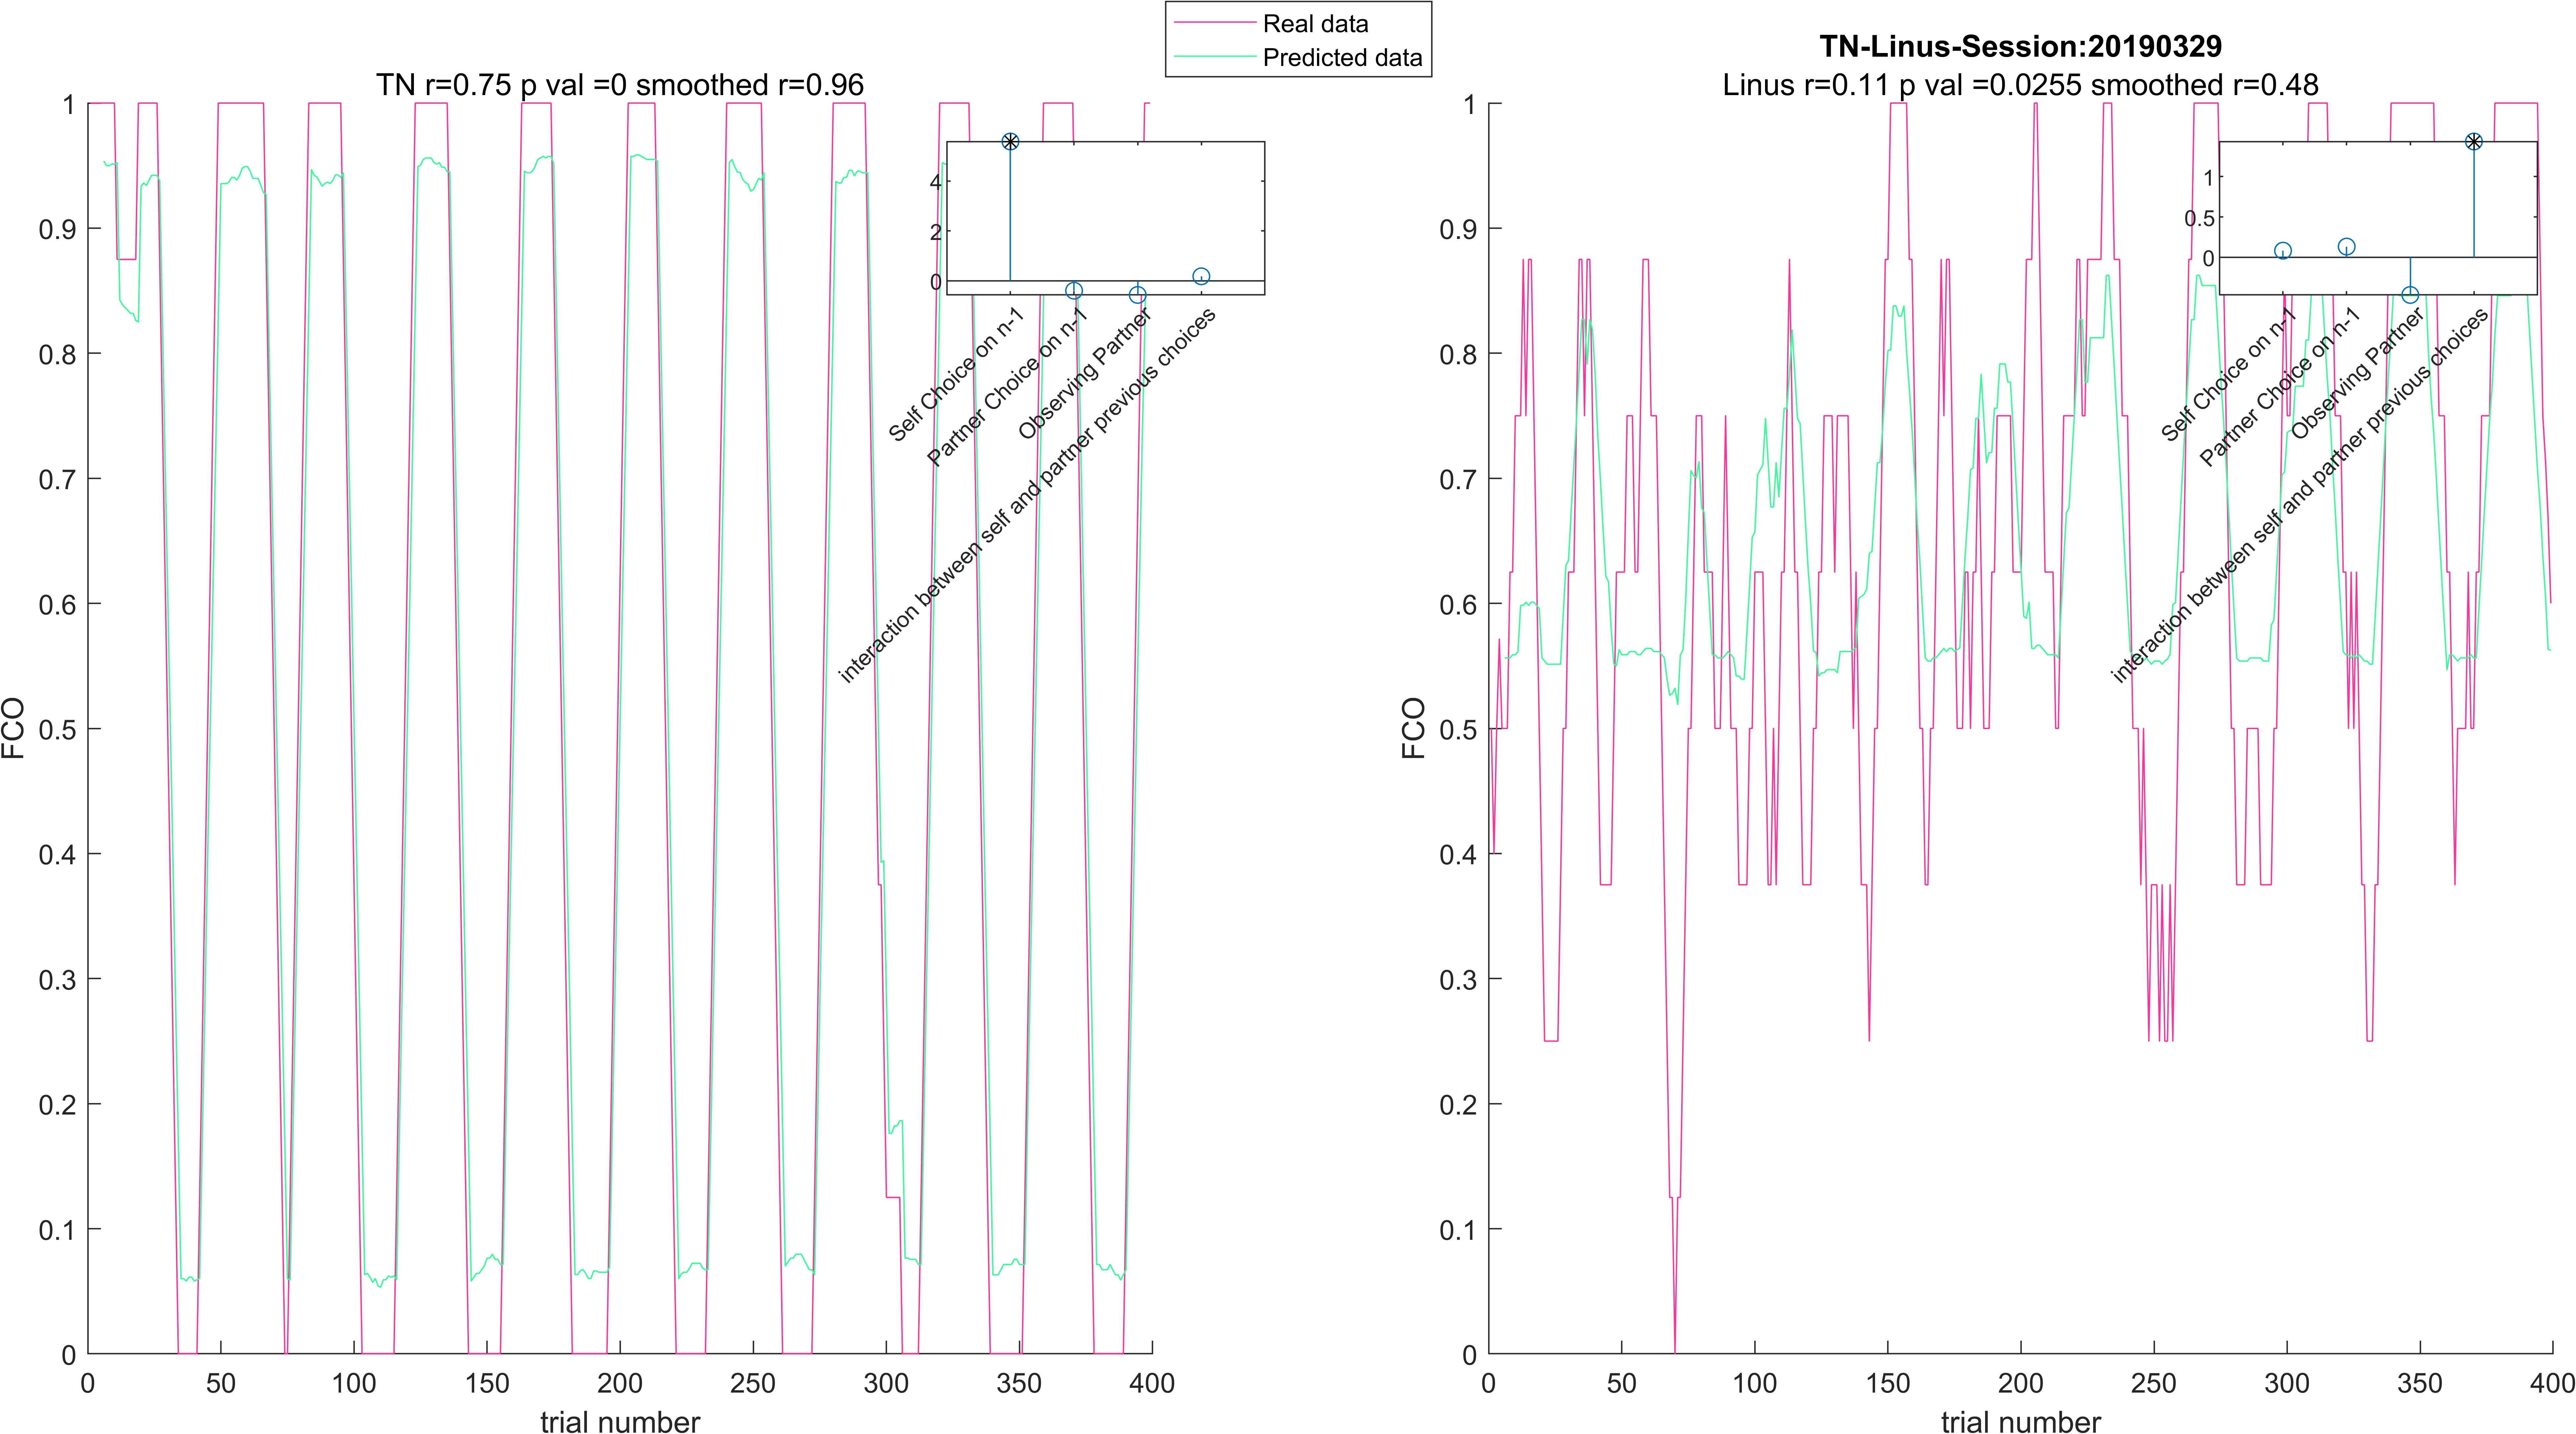 Real data
Predicted data
TN r=0.75 p val =0 smoothed r=0.96
FCO
1
0.9
0.8
0.7
0.6
0.5
0.4
0.3
0.2
0.1
0
0 50 100 150 200 250 300 350 400
trial number
4
2
0
Self Choice on n-1
Partner Choice on n-1
Observing Partner
interaction between self and partner previous choices
TN-Linus-Session:20190329
Linus r=0.11 p val =0.0255 smoothed r=0.48
FCO
1
0.9
0.8
0.7
0.6
0.5
0.4
0.3
0.2
0.1
0
0 50 100 150 200 250 300 350 400
trial number
1
0.5
0
Self Choice on n-1
Partner Choice on n-1
Observing Partner
interaction between self and partner previous choices